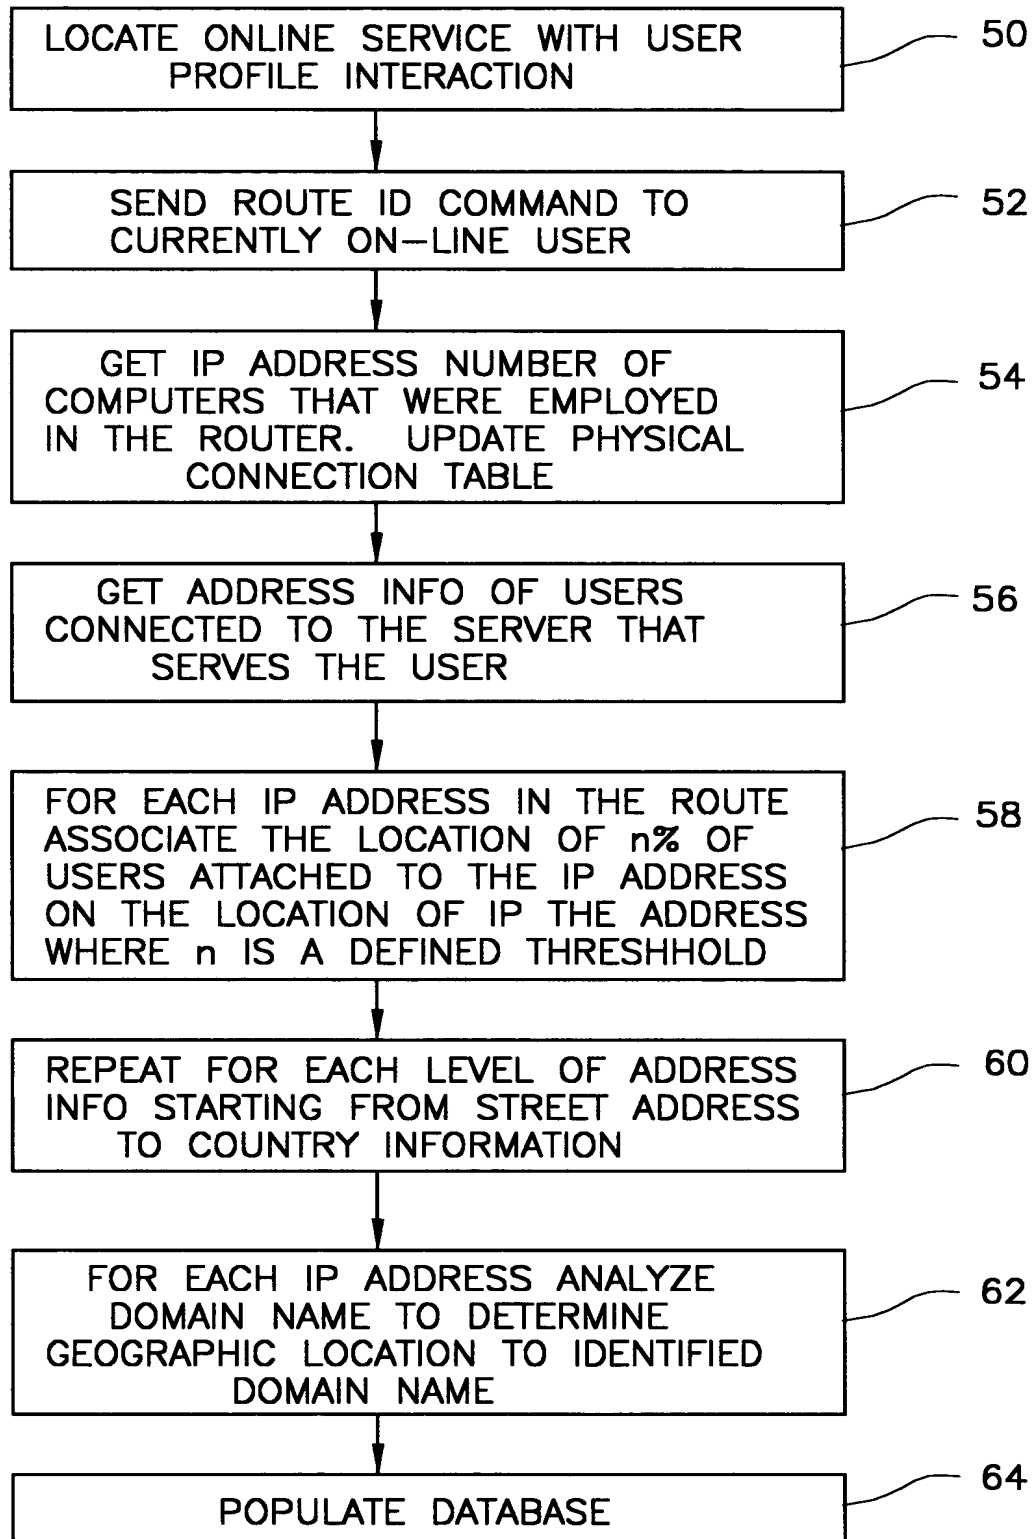 LOCATE ONLINE SERVICE WITH USER
PROFILE INTERACTION
50
SEND ROUTE ID COMMAND TO
CURRENTLY ON-LINE USER
52
GET IP ADDRESS NUMBER OF
COMPUTERS THAT WERE EMPLOYED
IN THE ROUTER. UPDATE PHYSICAL
CONNECTION TABLE
54
GET ADDRESS INFO OF USERS
CONNECTED TO THE SERVER THAT
SERVES THE USER
56
FOR EACH IP ADDRESS IN THE ROUTE
ASSOCIATE THE LOCATION OF n% OF
USERS ATTACHED TO THE IP ADDRESS
ON THE LOCATION OF IP THE ADDRESS
WHERE n IS A DEFINED THRESHHOLD
58
REPEAT FOR EACH LEVEL OF ADDRESS
INFO STARTING FROM STREET ADDRESS
TO COUNTRY INFORMATION
60
FOR EACH IP ADDRESS ANALYZE
DOMAIN NAME TO DETERMINE
GEOGRAPHIC LOCATION TO IDENTIFIED
DOMAIN NAME
62
POPULATE DATABASE
64